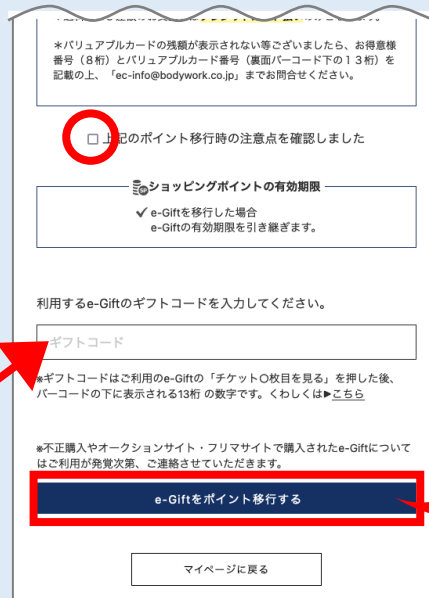 ＊バリュアブルカードの残額が表示されない等ございましたら、お得意様
番号（８桁）とバリュアブルカード番号（裏面バーコード下の１３桁）を
記載の上、「ec-info@bodywork.co.jp」までお問合せください。
上記のポイント移行時の注意点を確認しました
ショッピングポイントの有効期限
✓ e-Giftを移行した場合
e-Giftの有効期限を引き継ぎます。
利用するe-Giftのギフトコードを入力してください。
ギフトコード
※ギフトコードはご利用のe-Giftの「チケット〇枚目を見る」を押した後、
バーコードの下に表示される13桁 の数字です。くわしくは▶こちら
※不正購入やオークションサイト・フリマサイトで購入されたe-Giftについて
はご利用が発覚次第、ご連絡させていただきます。
e-Giftをポイント移行する
マイページに戻る